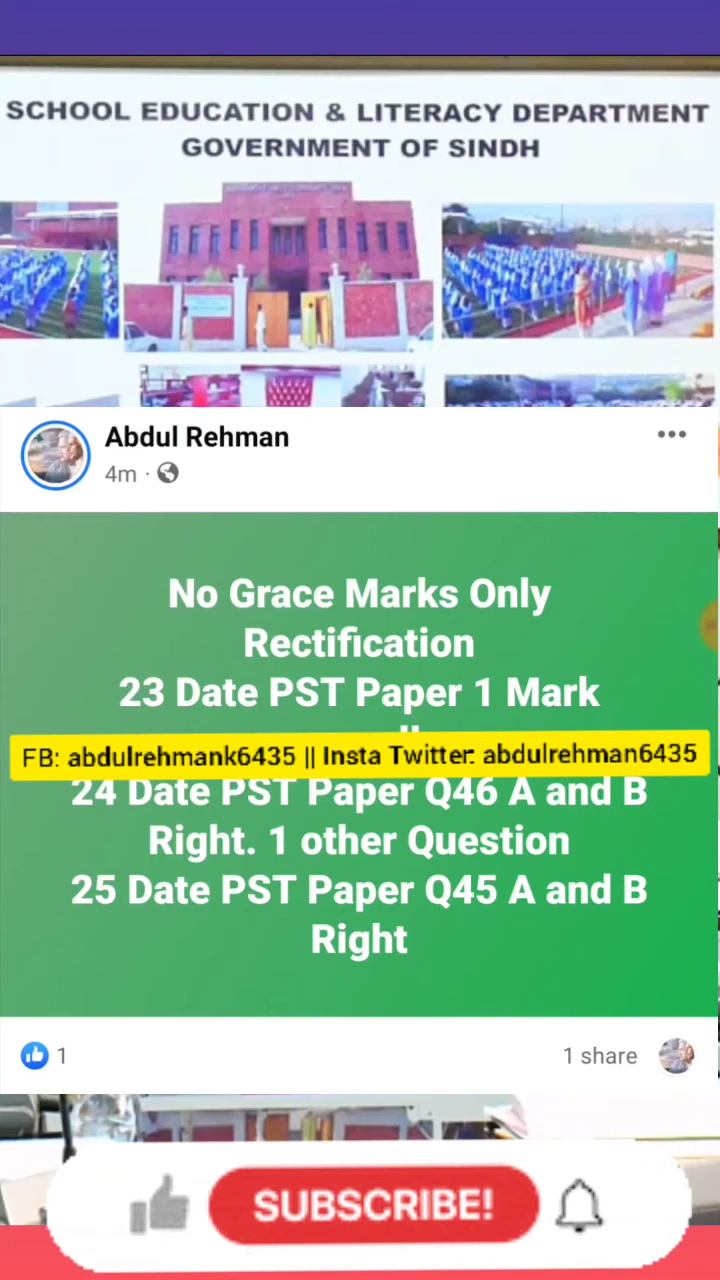 SCHOOL EDUCATION & LITERACY DEPARTMENT
GOVERNMENT OF SINDH
Abdul Rehman
4m ·
No Grace Marks Only
Rectification
23 Date PST Paper 1 Mark
FB: abdulrehmank6435 || Insta Twitter: abdulrehman6435
24 Date PST Paper Q46 A and B
Right. 1 other Question
25 Date PST Paper Q45 A and B
Right
1
1 share
SUBSCRIBE!